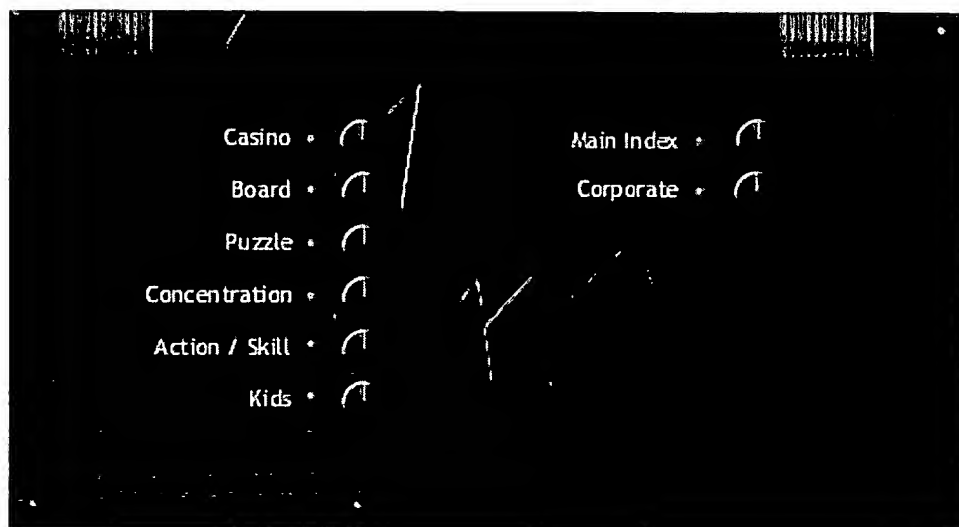 Casino
Board
Puzzle
Concentration
Action / Skill
Kids
Main Index
Corporate